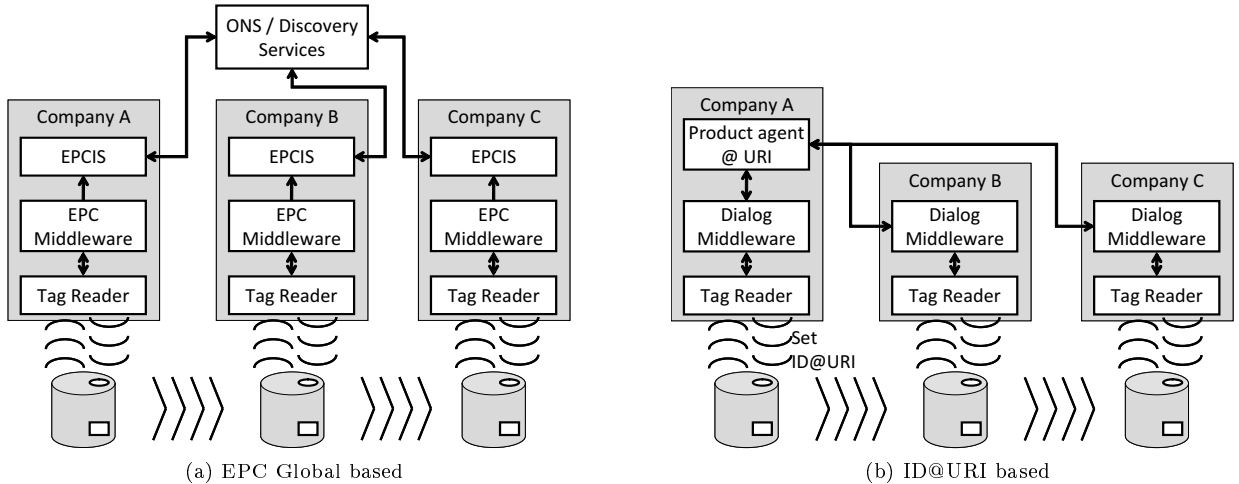 ONS / Discovery
Services
Company A
EPCIS
EPC
Middleware
Tag Reader
Company B
EPCIS
EPC
Middleware
Tag Reader
Company C
EPCIS
EPC
Middleware
Tag Reader
(a) EPC Global based
Company A
Product agent
@ URI
Dialog
Middleware
Tag Reader
Set
ID@URI
Company B
Dialog
Middleware
Tag Reader
Company C
Dialog
Middleware
Tag Reader
(b) ID@URI based